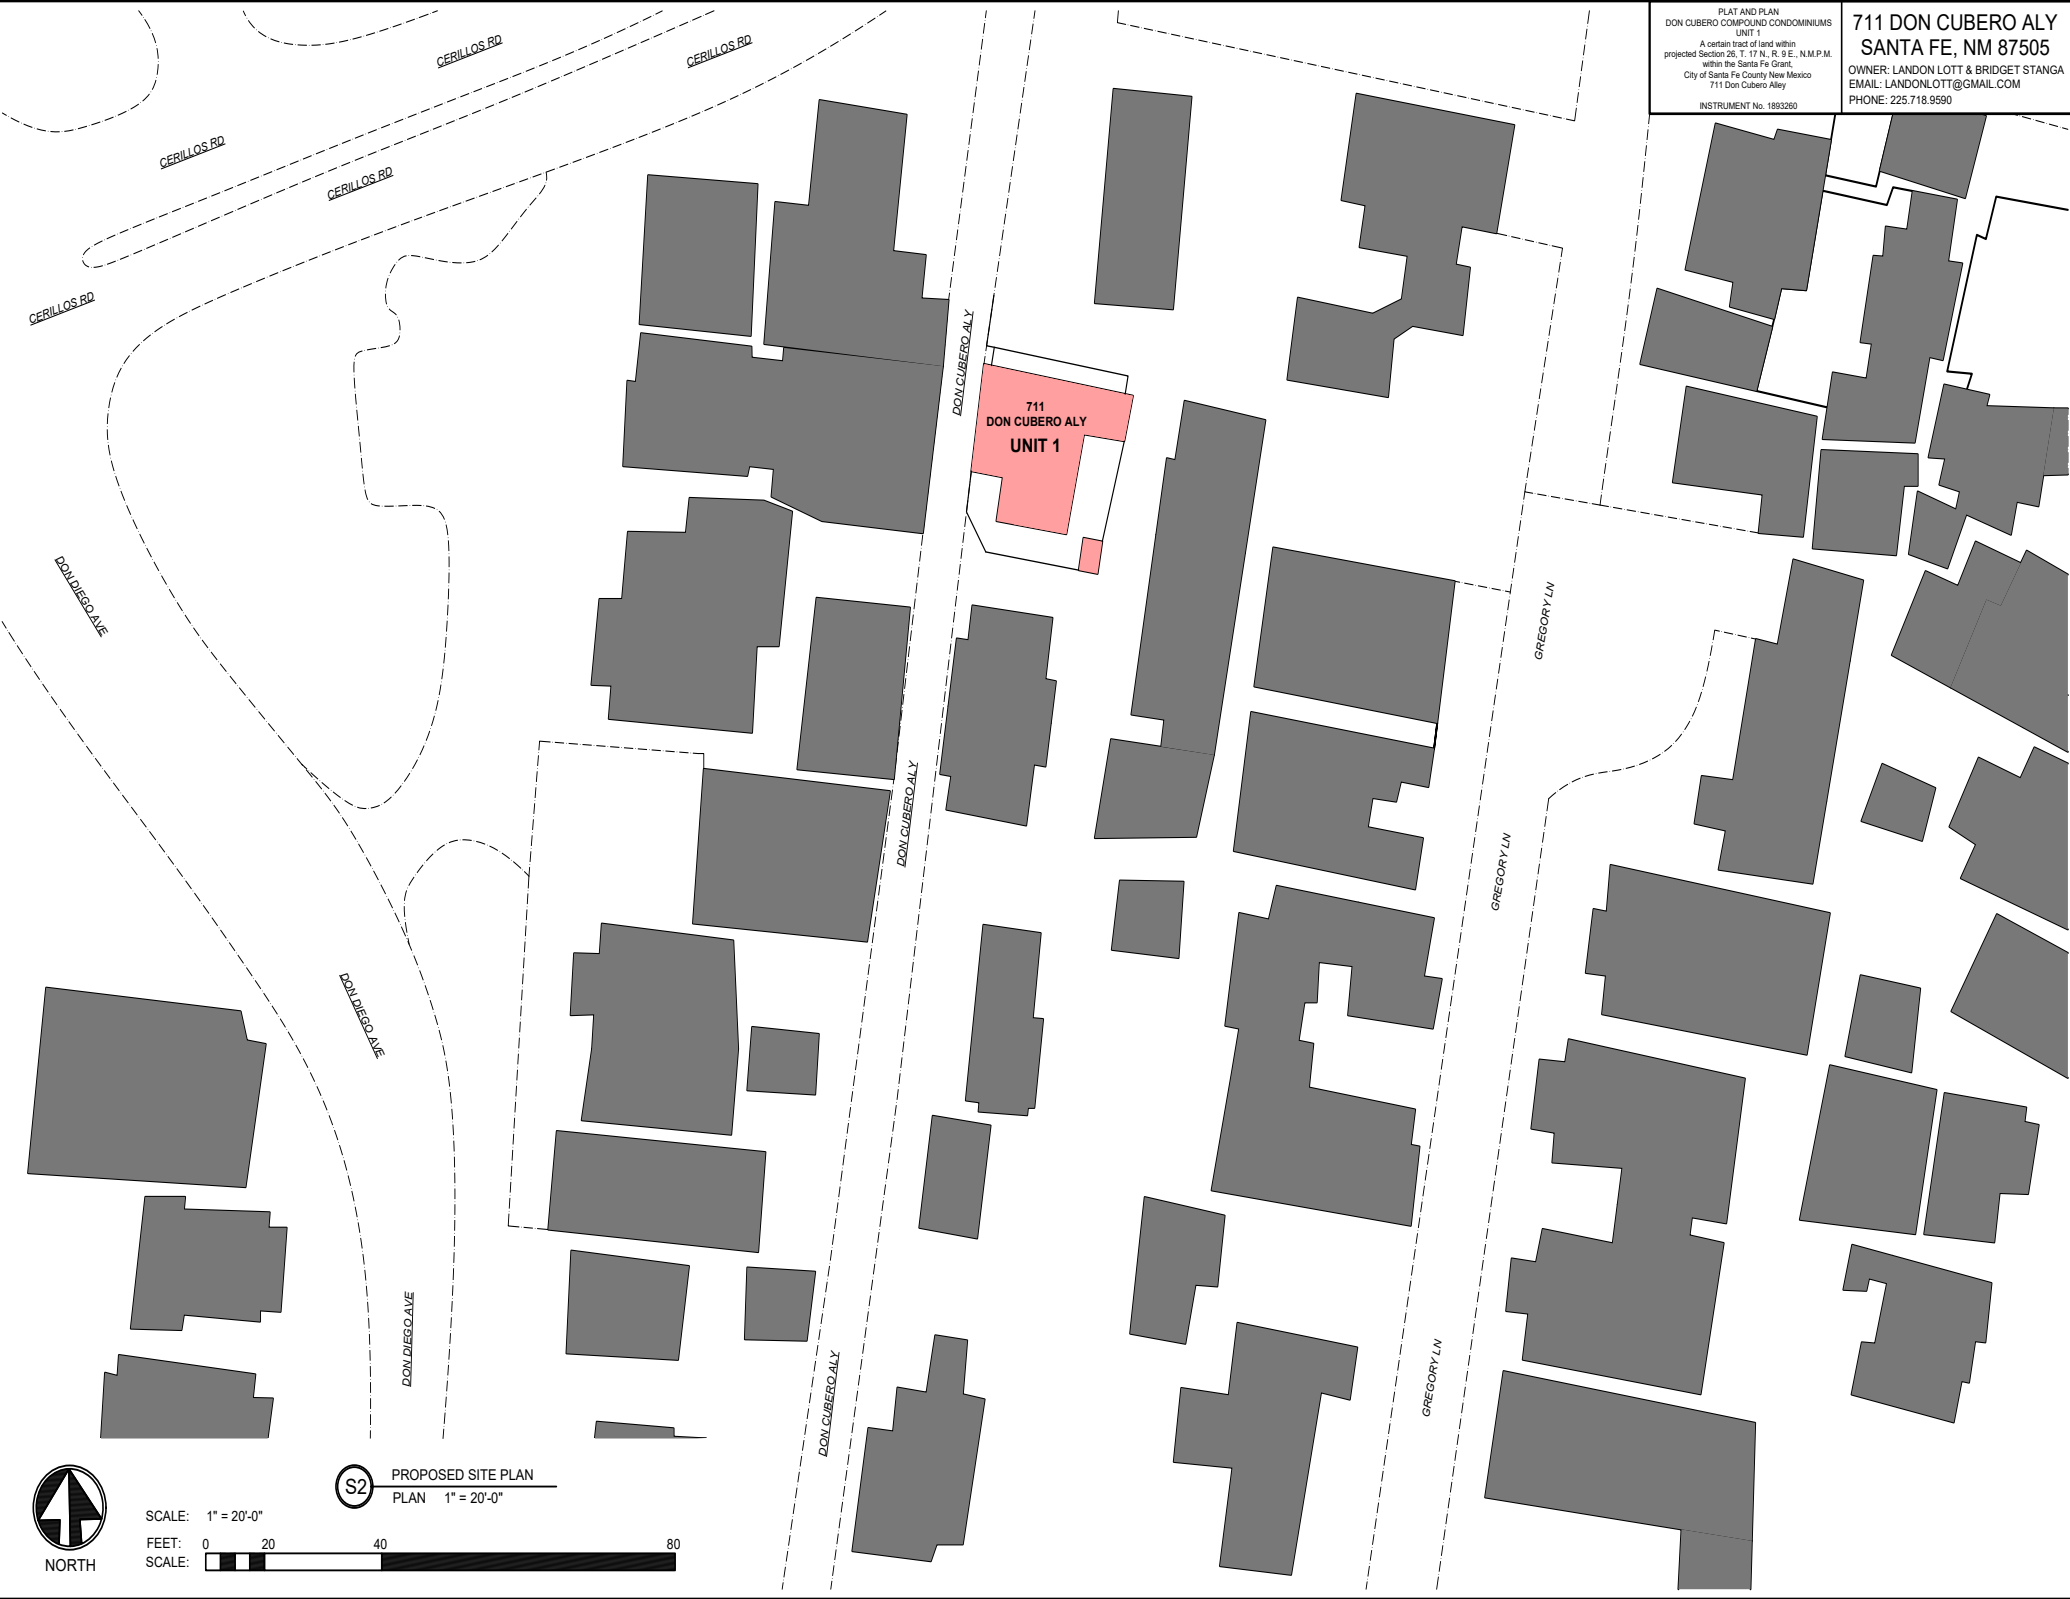 PLAT AND PLAN
DON CUBERO COMPOUND CONDOMINIUMS
UNIT 1
A certain tract of land within
projected Section 26, T. 17 N., R. 9 E., N.M.P.M.
within the Santa Fe Grant,
City of Santa Fe County New Mexico
711 Don Cubero Alley
INSTRUMENT No. 1893260
711 DON CUBERO ALY
SANTA FE, NM 87505
OWNER: LANDON LOTT & BRIDGET STANGA
EMAIL: LANDONLOTT@GMAIL.COM
PHONE: 225.718.9590
CERILLOS RD
CERILLOS RD
CERILLOS RD
CERILLOS RD
CERILLOS RD
DON CUBERO ALY
711
DON CUBERO ALY
UNIT 1
DON DIEGO AVE
GREGORY LN
DON CUBERO ALY
GREGORY LN
DON DIEGO AVE
DON DIEGO AVE
DON CUBERO ALY
GREGORY LN
S2
PROPOSED SITE PLAN
PLAN 1" = 20'-0"
NORTH
SCALE: 1" = 20'-0"
FEET: 0 20 40 80
SCALE: